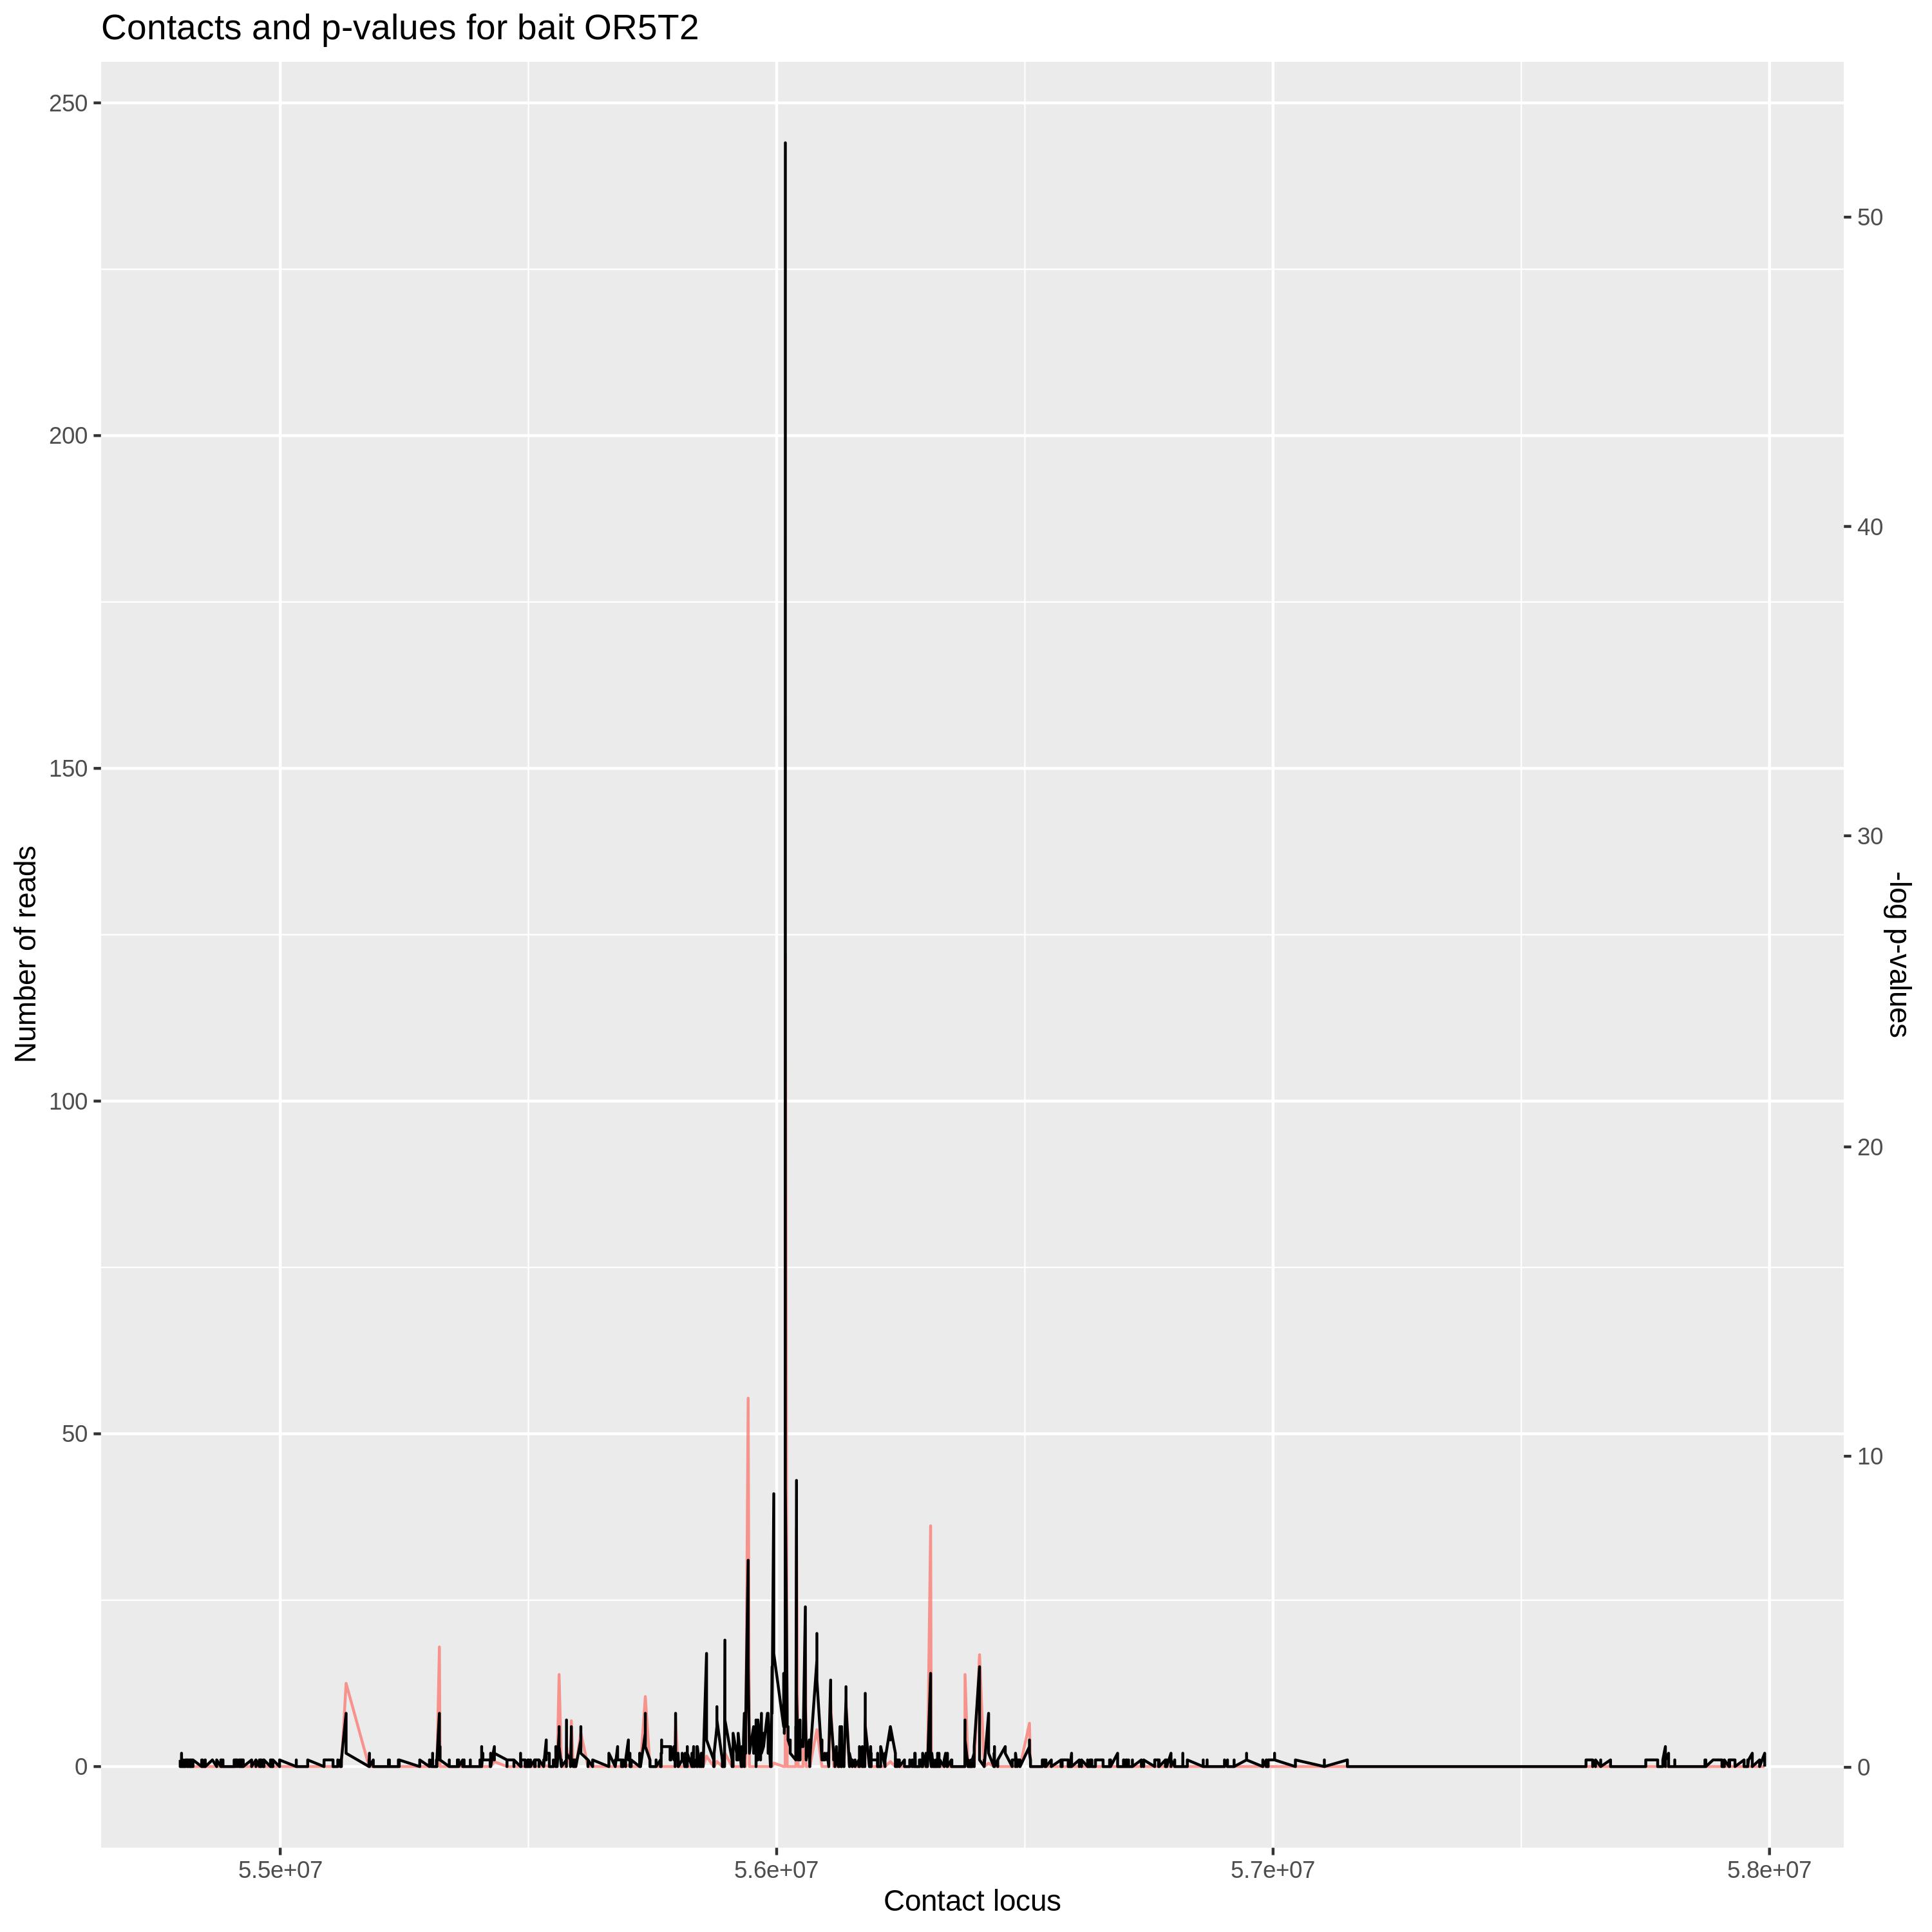 Contacts and p-values for bait OR5T2
250
200
150
100
50
0
Number of reads
50
40
30
20
10
0
-log p-values
5.5e+07 5.6e+07 5.7e+07 5.8e+07
Contact locus